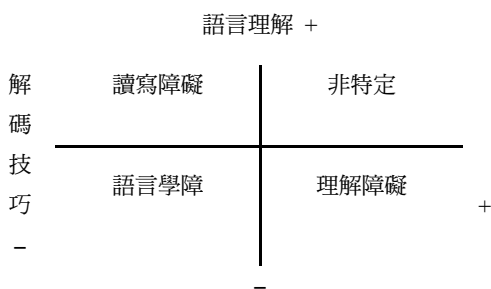 語言理解 +
解碼技巧 –
讀寫障礙 非特定
語言學障 理解障礙
+
–